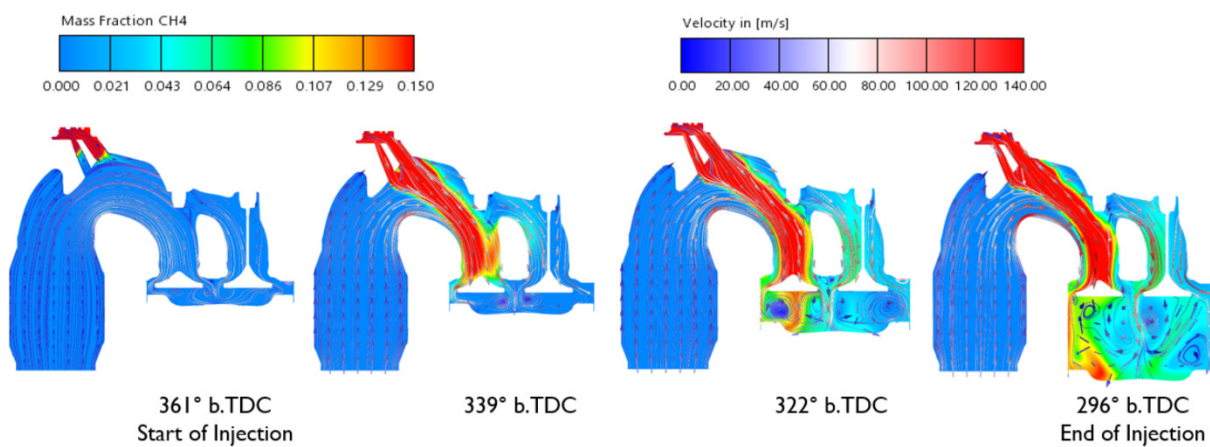 Mass Fraction CH4
0.000 0.021 0.043 0.064 0.086 0.107 0.129 0.150
Velocity in [m/s]
0.00 20.00 40.00 60.00 80.00 100.00 120.00 140.00
361° b.TDC
Start of Injection
339° b.TDC
322° b.TDC
296° b.TDC
End of Injection